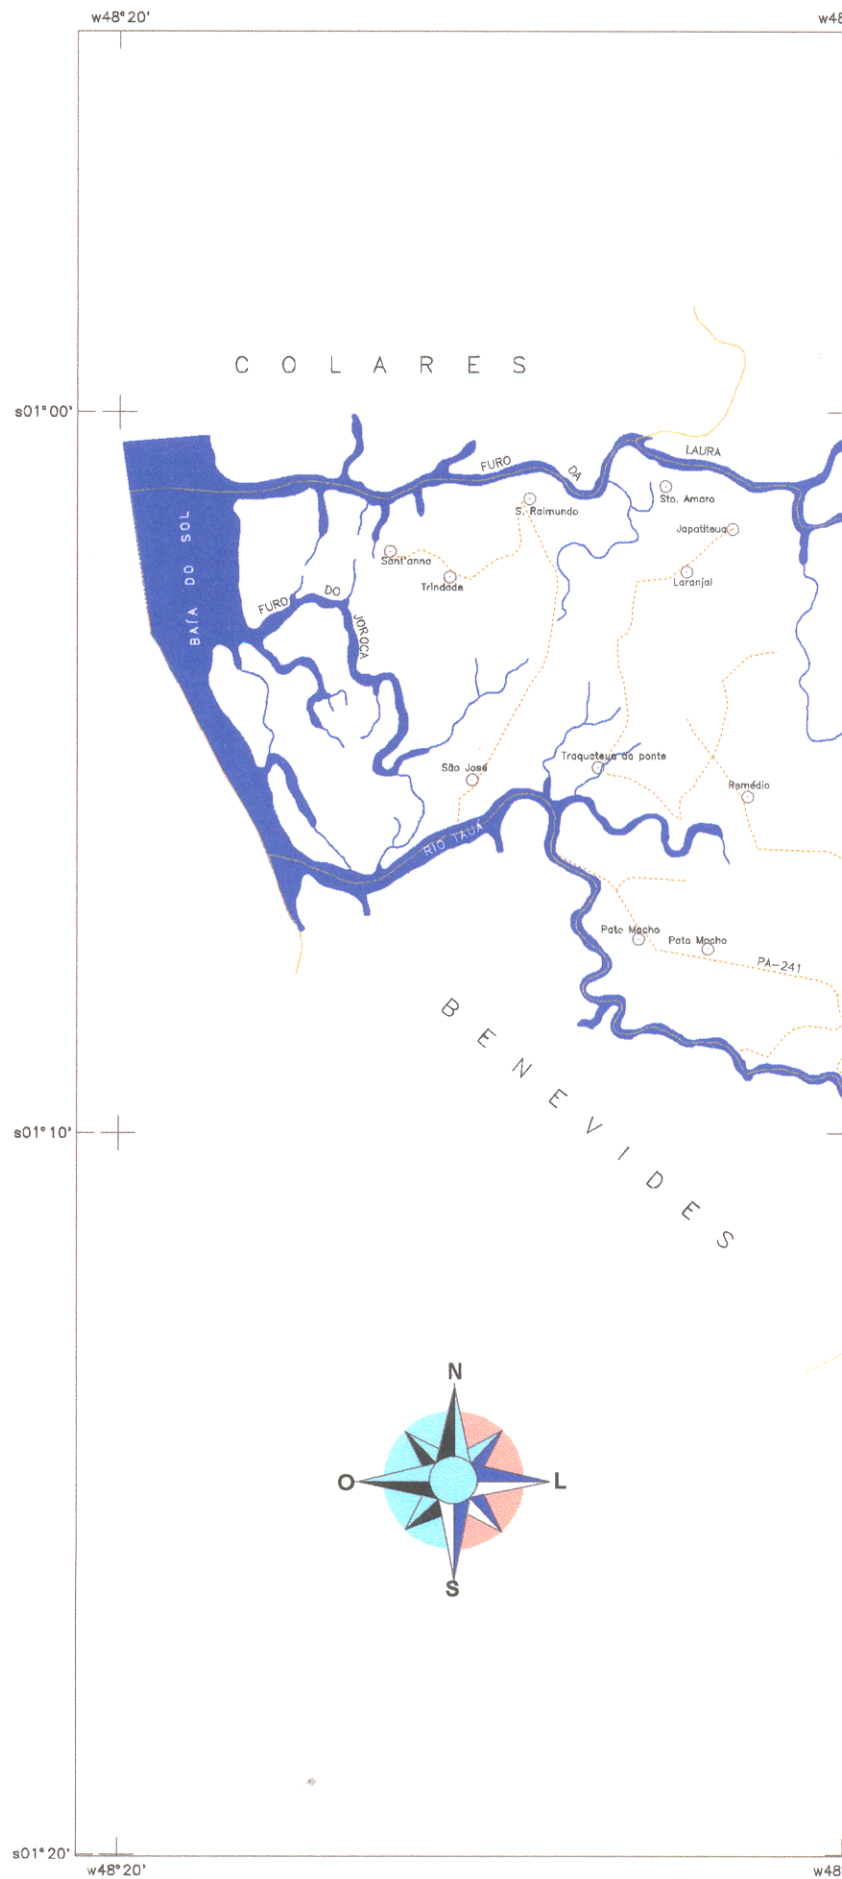 w48°20'
w48
COLARES
s01°00'
FURO DA LAURA
Sto. Amaro
S. Raimundo
Japatiteua
BAÍA DO SOL
Sant'anna
Laranjal
Trindade
FURO DO JOROCA
Traquateua da ponte
São José
Remédio
RIO TAUÁ
Pato Macho
Pato Macho
PA-241
BENEVIDES
s01°10'
N
O
L
S
s01°20'
w48°20'
w48